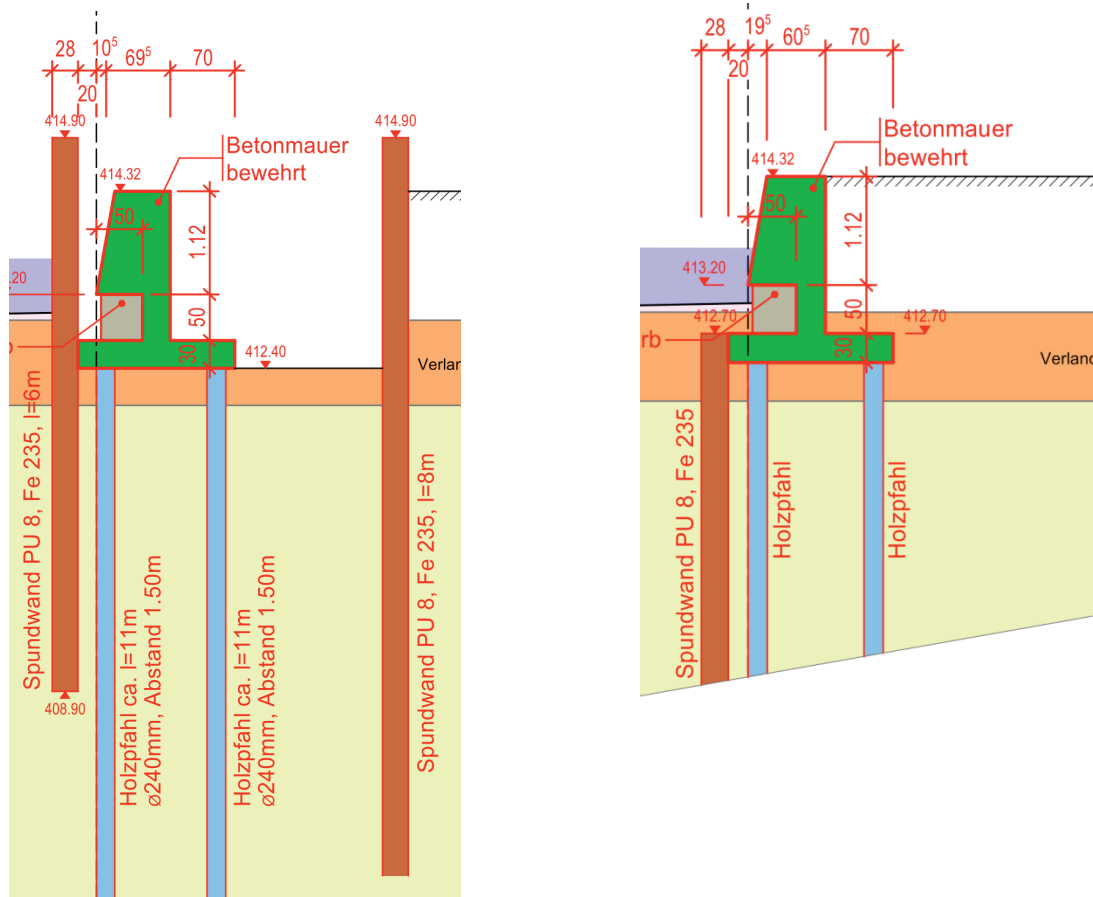 28
10⁵
69⁵
70
20
414.90
414.90
Betonmauer
bewehrt
414.32
50
1.12
.20
50
30
412.40
Verlan
Spundwand PU 8, Fe 235, l=6m
408.90
Holzpfahl ca. l=11m
ø240mm, Abstand 1.50m
Holzpfahl ca. l=11m
ø240mm, Abstand 1.50m
Spundwand PU 8, Fe 235, l=8m
28
19⁵
60⁵
70
20
Betonmauer
bewehrt
414.32
50
1.12
413.20
412.70
50
412.70
rb
30
Verland
Spundwand PU 8, Fe 235
Holzpfahl
Holzpfahl